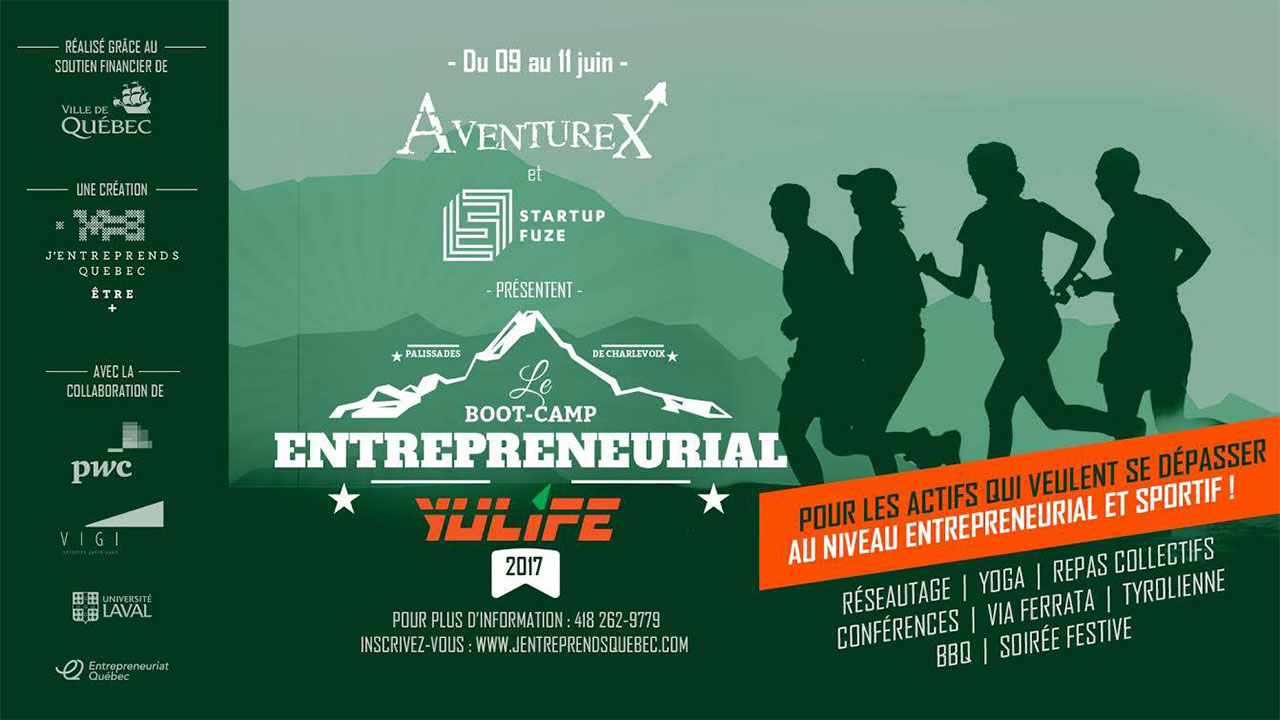 RÉALISÉ GRÂCE AU
SOUTIEN FINANCIER DE
VILLE DE
QUÉBEC
UNE CRÉATION
J'ENTREPRENDS
QUEBEC
ÊTRE
+
AVEC LA
COLLABORATION DE
pwc
VIGI
services juridiques
UNIVERSITÉ
LAVAL
Entrepreneuriat
Québec
- Du 09 au 11 juin -
AVENTUREX
et
STARTUP
FUZE
- PRÉSENTENT -
PALISSADES
DE CHARLEVOIX
Le
BOOT-CAMP
ENTREPRENEURIAL
YULIFE
2017
POUR PLUS D'INFORMATION : 418 262-9779
INSCRIVEZ-VOUS : WWW.JENTREPRENDSQUEBEC.COM
POUR LES ACTIFS QUI VEULENT SE DÉPASSER
AU NIVEAU ENTREPRENEURIAL ET SPORTIF !
RÉSEAUTAGE | YOGA | REPAS COLLECTIFS
CONFÉRENCES | VIA FERRATA | TYROLIENNE
BBQ | SOIRÉE FESTIVE